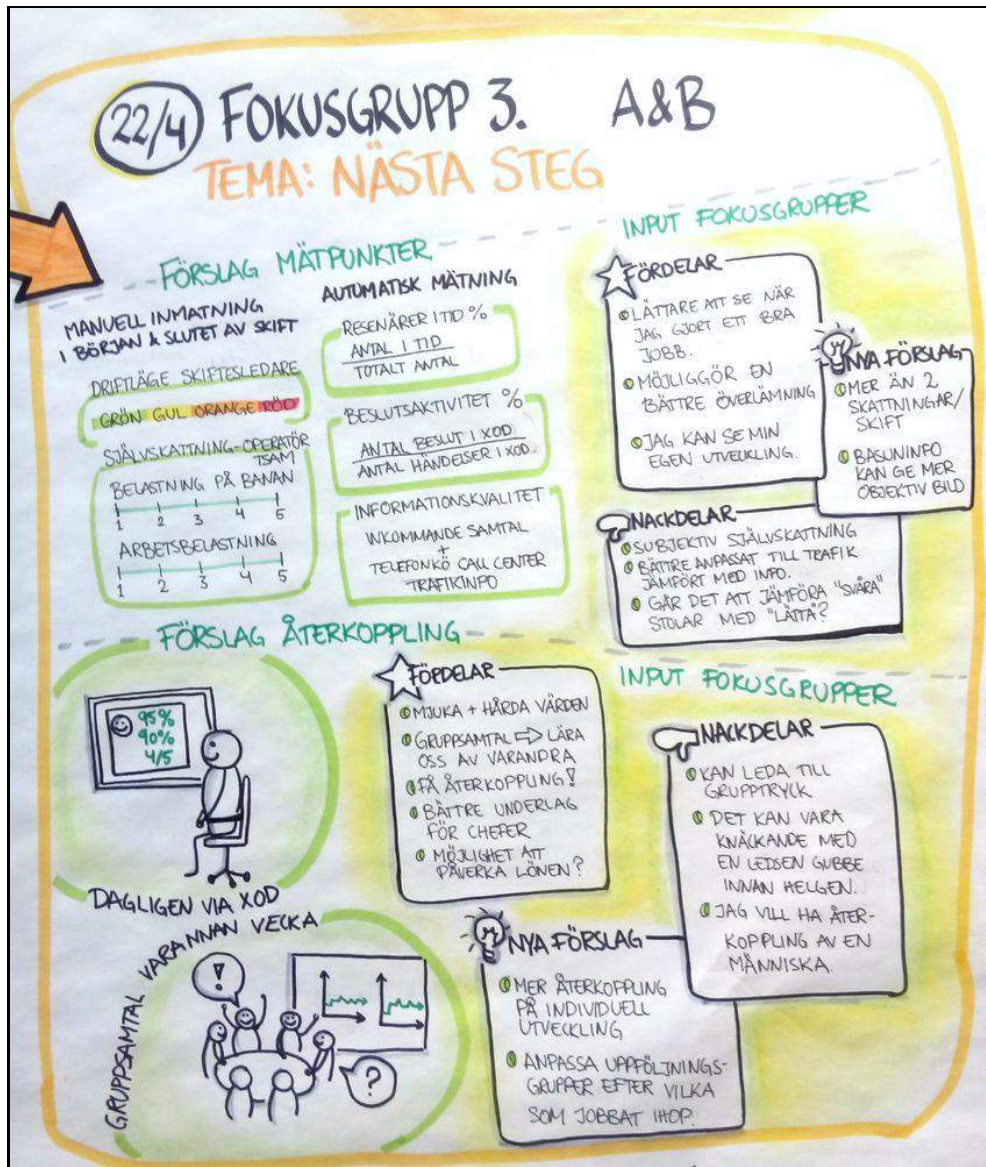 22/4 FOKUSGRUPP 3. A&B
TEMA: NÄSTA STEG
FÖRSLAG MÄTPUNKTER
MANUELL INMATNING
I BÖRJAN & SLUTET AV SKIFT
DRIFTLÄGE SKIFTESLEDARE
GRÖN GUL ORANGE RÖD
SJÄLVSKATTNING-OPERATÖR
TSAM
BELASTNING PÅ BANAN
1 2 3 4 5
ARBETSBELASTNING
1 2 3 4 5
AUTOMATISK MÄTNING
RESENÄRER I TID %
ANTAL I TID
TOTALT ANTAL
BESLUTSAKTIVITET %
ANTAL BESLUT I XOD
ANTAL HÄNDELSER I XOD
INFORMATIONSKVALITET
INKOMMANDE SAMTAL
+
TELEFONKÖ CALL CENTER
TRAFIKINFO
INPUT FOKUSGRUPPER
FÖRDELAR
LÄTTARE ATT SE NÄR
JAG GJORT ETT BRA
JOBB.
MÖJLIGGÖR EN
BÄTTRE ÖVERLÄMNING
JAG KAN SE MIN
EGEN UTVECKLING.
NYA FÖRSLAG
MER ÄN 2
SKATTNINGAR/
SKIFT
BASUNINFO
KAN GE MER
OBJEKTIV BILD
NACKDELAR
SUBJEKTIV SJÄLVSKATTNING
BÄTTRE ANPASSAT TILL TRAFIK
JÄMFÖRT MED INFO.
GÅR DET ATT JÄMFÖRA "SVÅRA"
STOLAR MED "LÄTTA"?
FÖRSLAG ÅTERKOPPLING
95%
90%
4/5
DAGLIGEN VIA XOD
GRUPPSAMTAL VARANNAN VECKA
!
?
INPUT FOKUSGRUPPER
FÖRDELAR
MJUKA + HÅRDA VÄRDEN
GRUPPSAMTAL ⇨ LÄRA
OSS AV VARANDRA
FÅ ÅTERKOPPLING!
BÄTTRE UNDERLAG
FÖR CHEFER
MÖJLIGHET ATT
PÅVERKA LÖNEN?
NACKDELAR
KAN LEDA TILL
GRUPPTRYCK
DET KAN VARA
KNÄCKANDE MED
EN LEDSEN GUBBE
INNAN HELGEN.
JAG VILL HA ÅTER-
KOPPLING AV EN
MÄNNISKA.
NYA FÖRSLAG
MER ÅTERKOPPLING
PÅ INDIVIDUELL
UTVECKLING
ANPASSA UPPFÖLJNINGS-
GRUPPER EFTER VILKA
SOM JOBBAT IHOP.